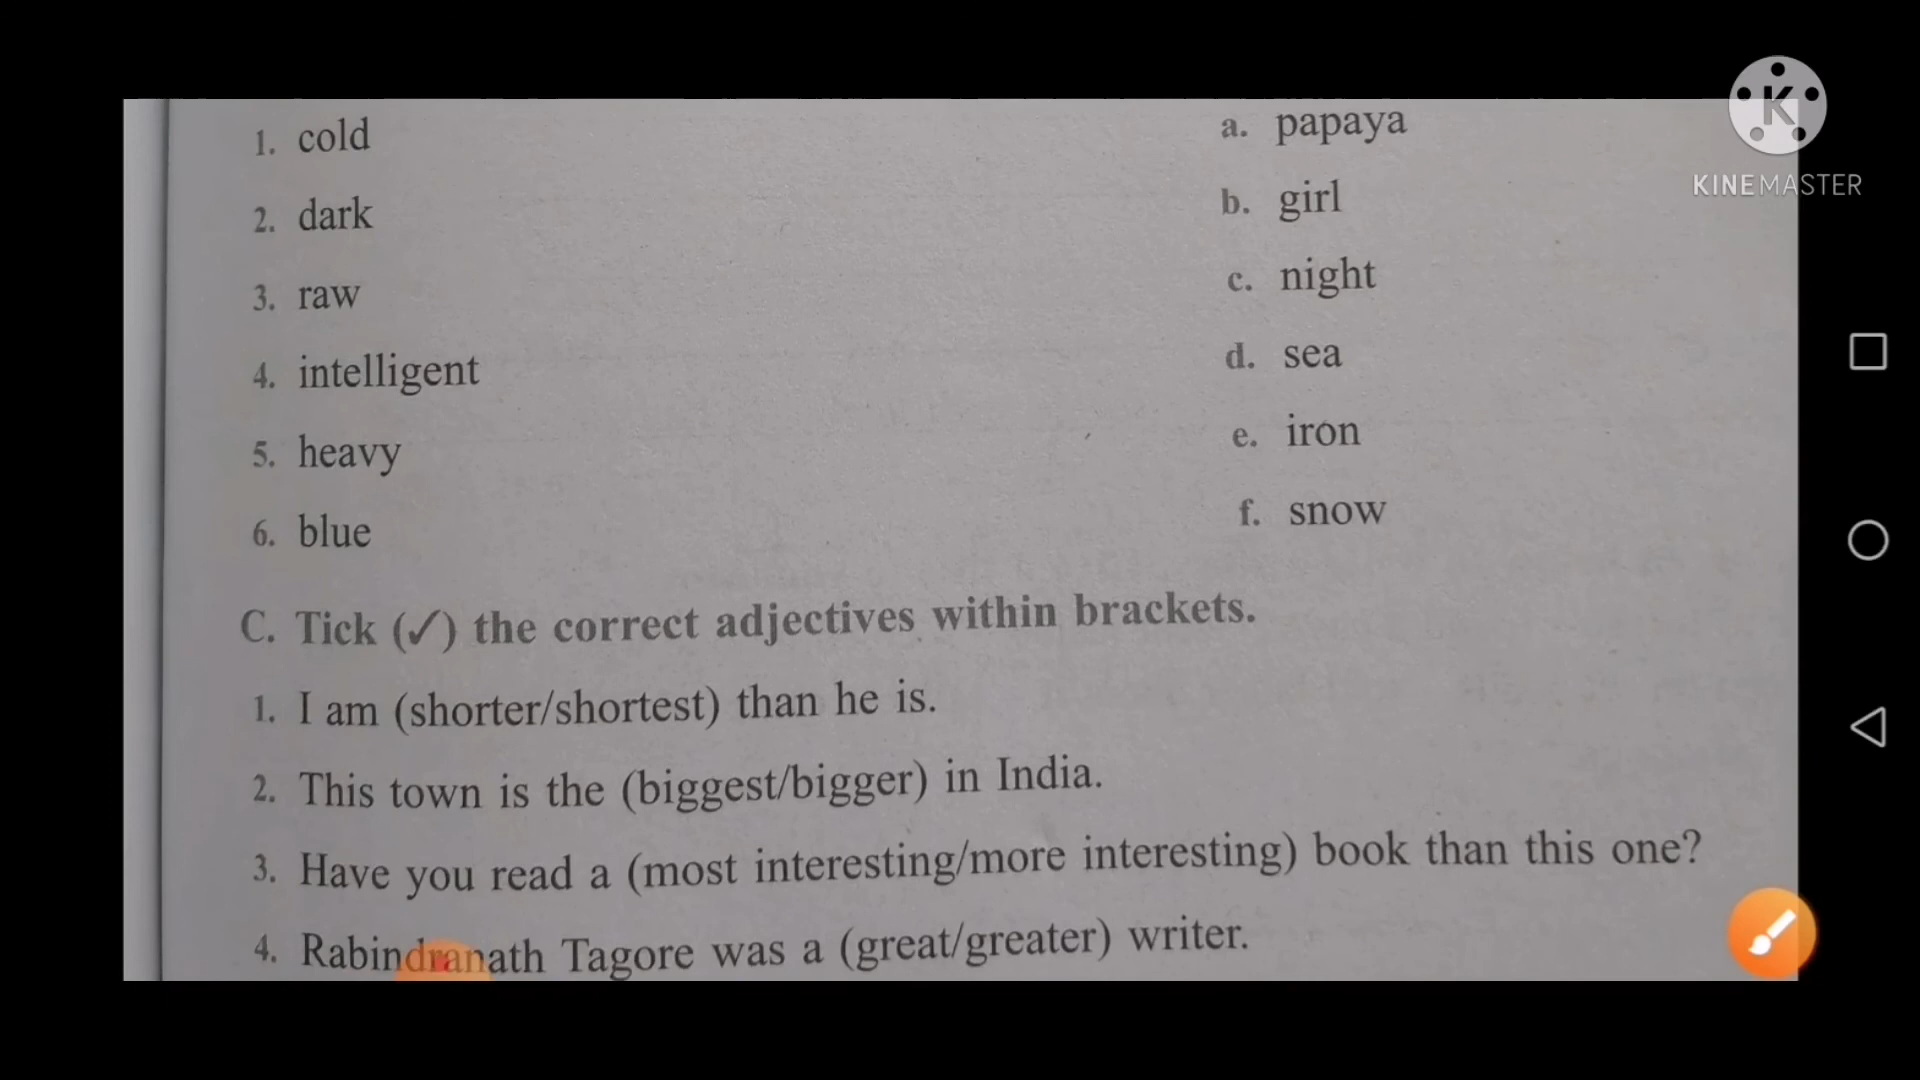 1. cold
a. papaya
2. dark
b. girl
3. raw
c. night
4. intelligent
d. sea
5. heavy
e. iron
6. blue
f. snow
C. Tick (✓) the correct adjectives within brackets.
1. I am (shorter/shortest) than he is.
2. This town is the (biggest/bigger) in India.
3. Have you read a (most interesting/more interesting) book than this one?
4. Rabindranath Tagore was a (great/greater) writer.
K
KINEMASTER